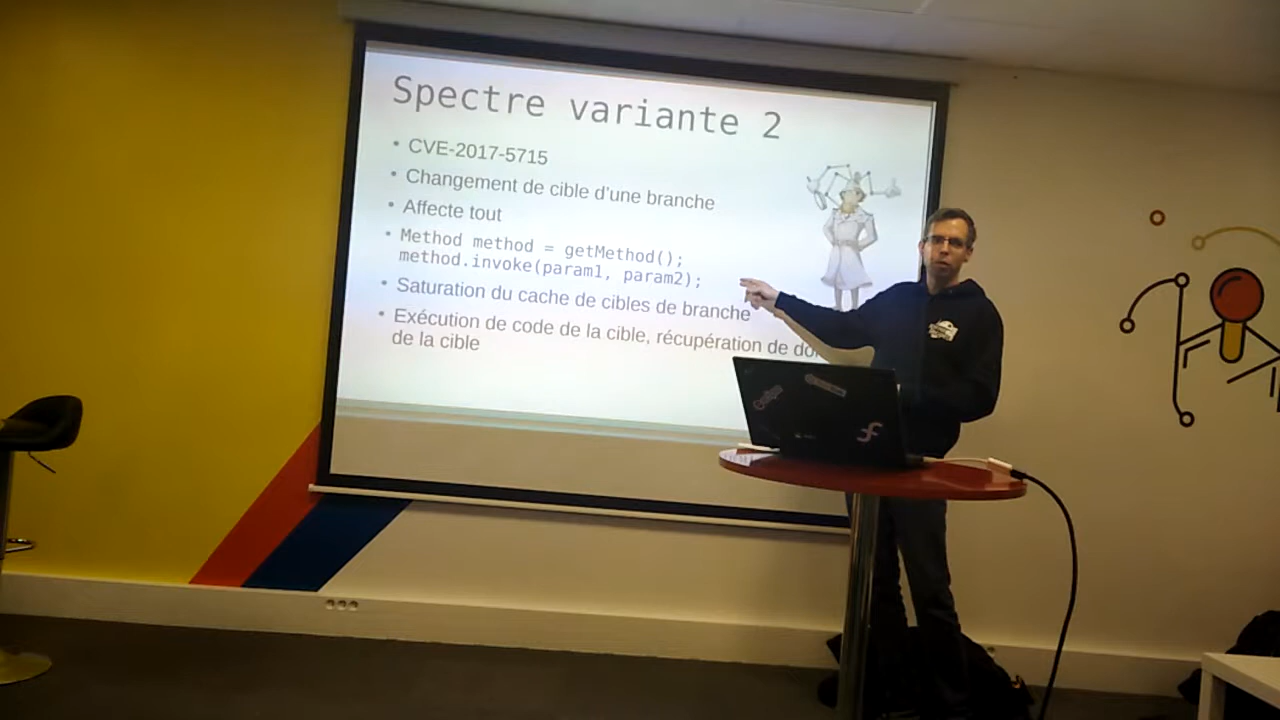 Spectre variante 2
• CVE-2017-5715
• Changement de cible d'une branche
• Affecte tout
• Method method = getMethod();
method.invoke(param1, param2);
• Saturation du cache de cibles de branche
• Exécution de code de la cible, récupération de
de la cible